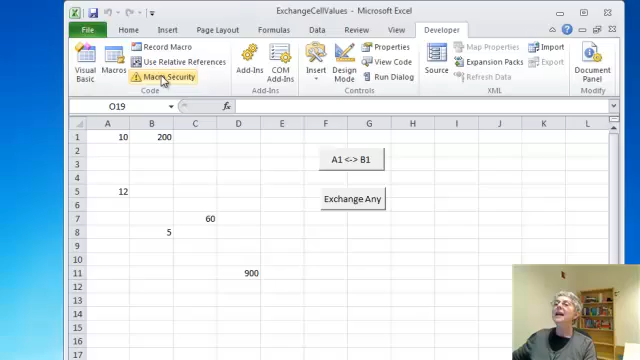 ExchangeCellValues - Microsoft Excel
File Home Insert Page Layout Formulas Data Review View Developer
Visual Basic
Macros
Record Macro
Use Relative References
Macro Security
Code
Add-Ins
COM Add-Ins
Add-Ins
Insert
Design Mode
Properties
View Code
Run Dialog
Controls
Source
Map Properties
Expansion Packs
Refresh Data
Import
XML
Document Panel
Modify
O19 fx
A B C D E F G H I J K L
1 10 200
2
3 A1 <-> B1
4
5 12 Exchange Any
6
7 60
8 5
9
10
11 900
12
13
14
15
16
17